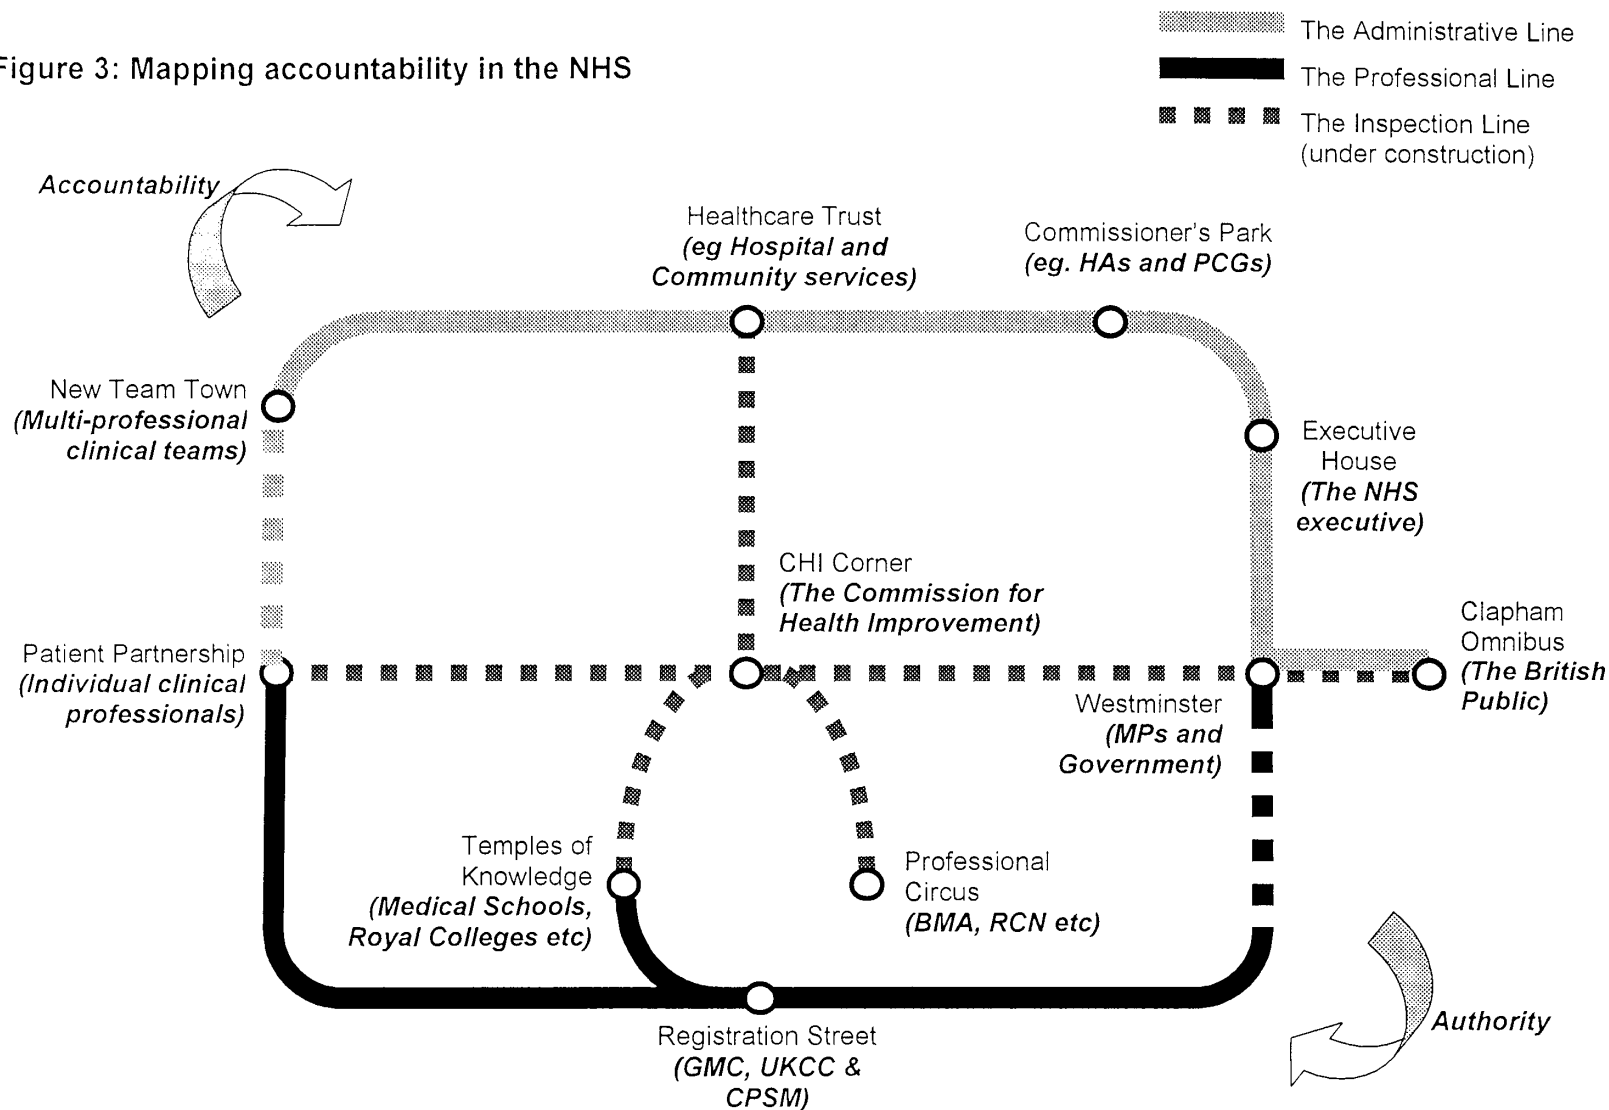 The Administrative Line
Figure 3: Mapping accountability in the NHS
The Professional Line
The Inspection Line
(under construction)
Accountability
Healthcare Trust
(eg Hospital and
Community services)
Commissioner's Park
(eg. HAs and PCGs)
New Team Town
(Multi-professional
clinical teams)
Executive
House
(The NHS
executive)
CHI Corner
(The Commission for
Health Improvement)
Clapham
Omnibus
(The British
Public)
Patient Partnership
(Individual clinical
professionals)
Westminster
(MPs and
Government)
Temples of
Knowledge
(Medical Schools,
Royal Colleges etc)
Professional
Circus
(BMA, RCN etc)
Authority
Registration Street
(GMC, UKCC &
CPSM)